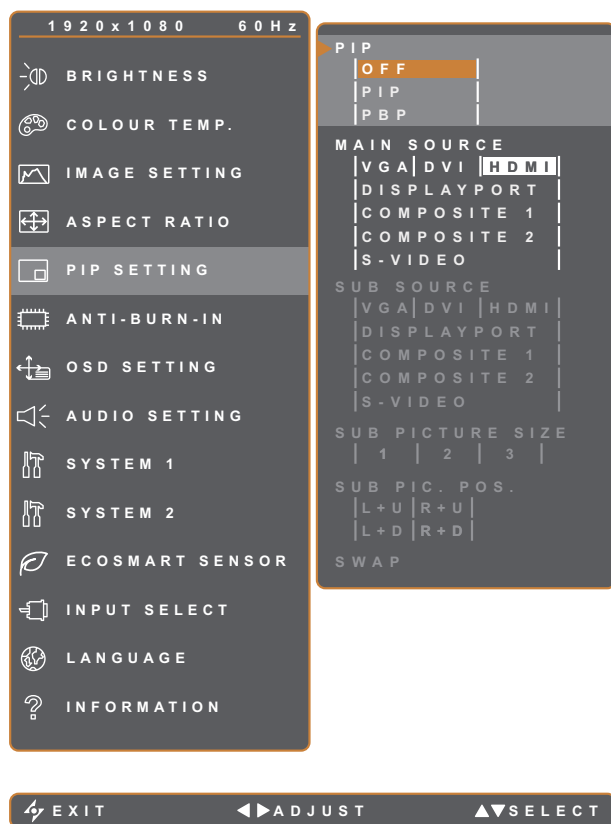 1920x1080 60Hz
BRIGHTNESS
COLOUR TEMP.
IMAGE SETTING
ASPECT RATIO
PIP SETTING
ANTI-BURN-IN
OSD SETTING
AUDIO SETTING
SYSTEM 1
SYSTEM 2
ECOSMART SENSOR
INPUT SELECT
LANGUAGE
INFORMATION
PIP
OFF
PIP
PBP
MAIN SOURCE
VGA DVI HDMI
DISPLAYPORT
COMPOSITE 1
COMPOSITE 2
S-VIDEO
SUB SOURCE
VGA DVI HDMI
DISPLAYPORT
COMPOSITE 1
COMPOSITE 2
S-VIDEO
SUB PICTURE SIZE
1 2 3
SUB PIC. POS.
L+U R+U
L+D R+D
SWAP
EXIT ADJUST SELECT